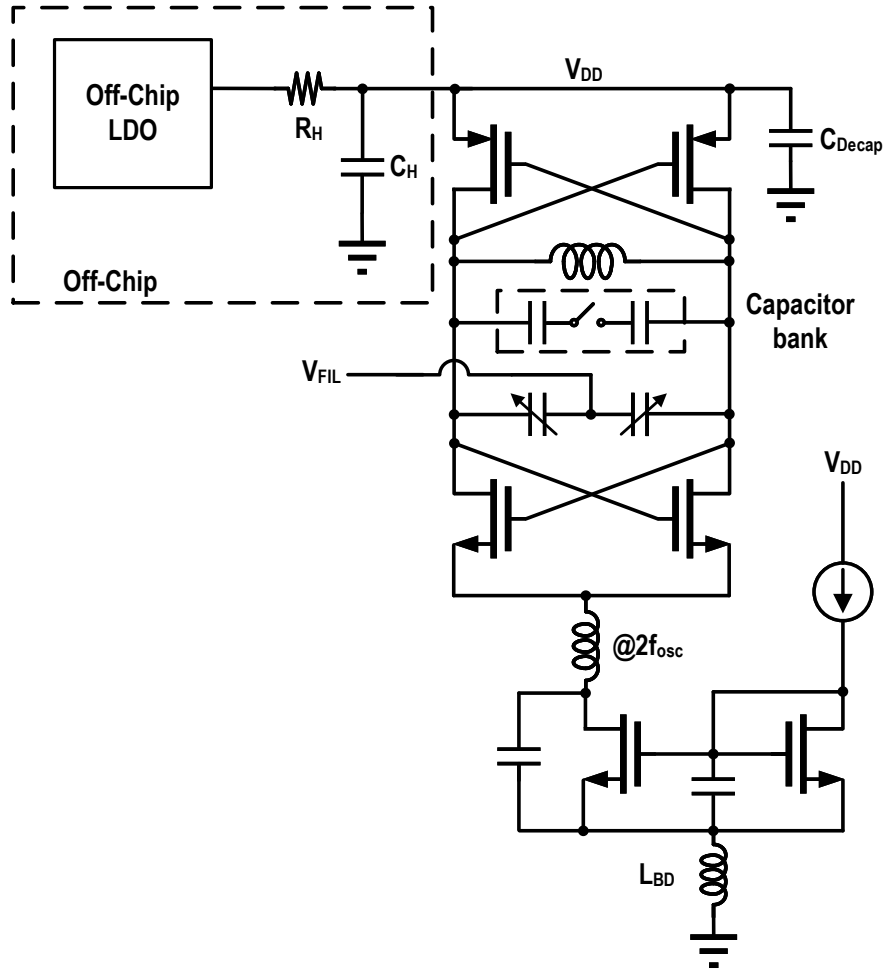 Off-Chip
LDO
R_H
C_H
Off-Chip
V_DD
C_Decap
Capacitor
bank
V_FIL
V_DD
@2f_osc
L_BD